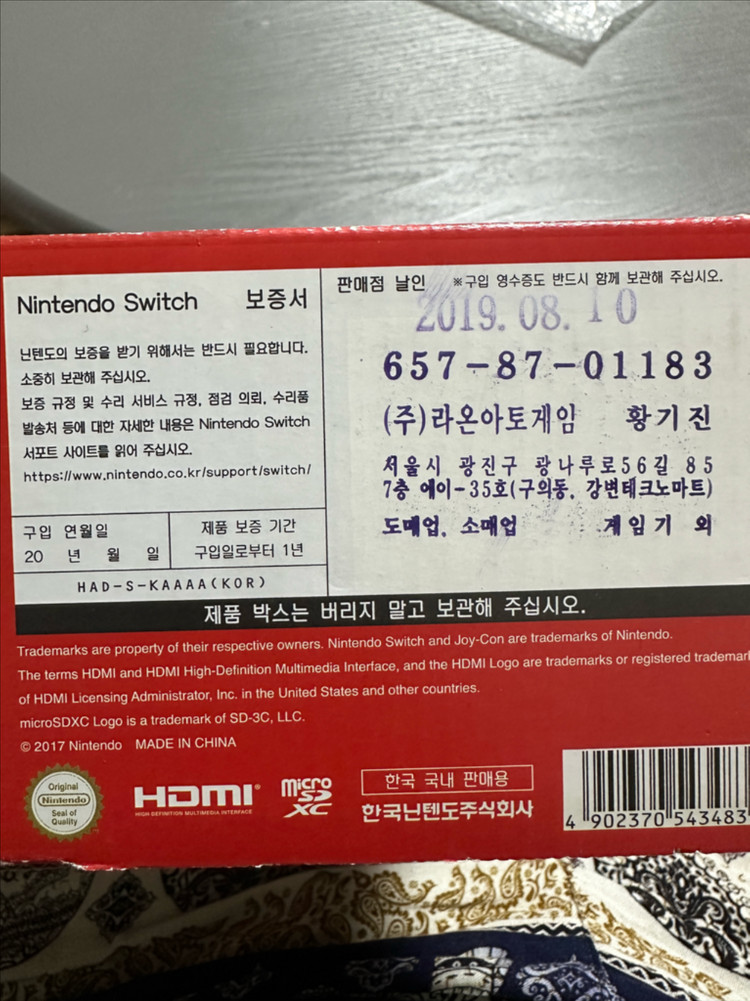 Nintendo Switch 보증서
닌텐도의 보증을 받기 위해서는 반드시 필요합니다.
소중히 보관해 주십시오.
보증 규정 및 수리 서비스 규정, 점검 의뢰, 수리품
발송처 등에 대한 자세한 내용은 Nintendo Switch
서포트 사이트를 읽어 주십시오.
https://www.nintendo.co.kr/support/switch/
구입 연월일
20 년 월 일
제품 보증 기간
구입일로부터 1년
HAD-S-KAAAA(KOR)
판매점 날인 ※구입 영수증도 반드시 함께 보관해 주십시오.
2019. 08. 10
657-87-01183
(주)라온아토게임 황기진
서울시 광진구 광나루로56길 85
7층 에이-35호(구의동, 강변테크노마트)
도매업, 소매업 게임기 외
제품 박스는 버리지 말고 보관해 주십시오.
Trademarks are property of their respective owners. Nintendo Switch and Joy-Con are trademarks of Nintendo.
The terms HDMI and HDMI High-Definition Multimedia Interface, and the HDMI Logo are trademarks or registered trademar
of HDMI Licensing Administrator, Inc. in the United States and other countries.
microSDXC Logo is a trademark of SD-3C, LLC.
© 2017 Nintendo MADE IN CHINA
Original
Nintendo
Seal of
Quality
HDMI®
HIGH-DEFINITION MULTIMEDIA INTERFACE
micro
SD
XC
한국 국내 판매용
한국닌텐도주식회사
4 902370 543483